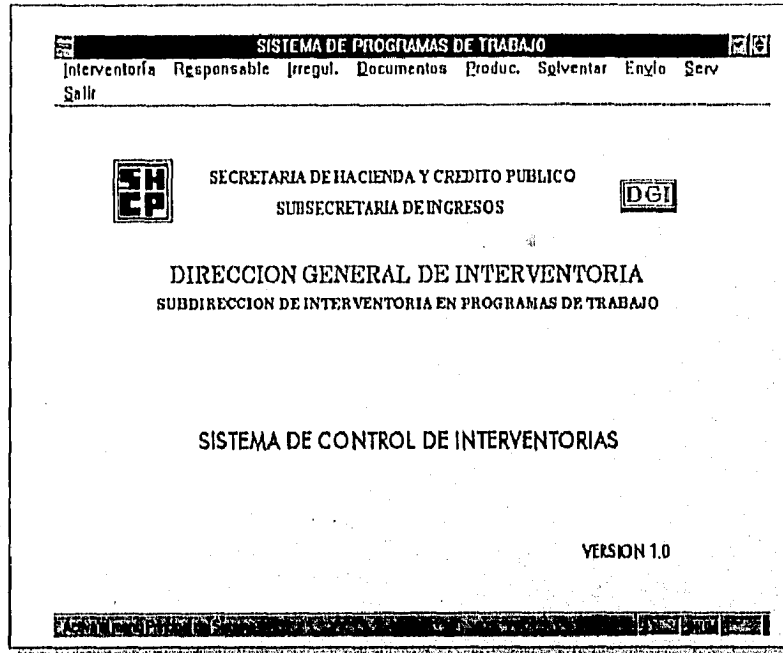 SISTEMA DE PROGRAMAS DE TRABAJO
Interventoría Responsable Irregul. Documentos Produc. Solventar Envío Serv
Salir
SHCP
SECRETARIA DE HACIENDA Y CREDITO PUBLICO
DGI
SUBSECRETARIA DE INGRESOS
DIRECCION GENERAL DE INTERVENTORIA
SUBDIRECCION DE INTERVENTORIA EN PROGRAMAS DE TRABAJO
SISTEMA DE CONTROL DE INTERVENTORIAS
VERSION 1.0